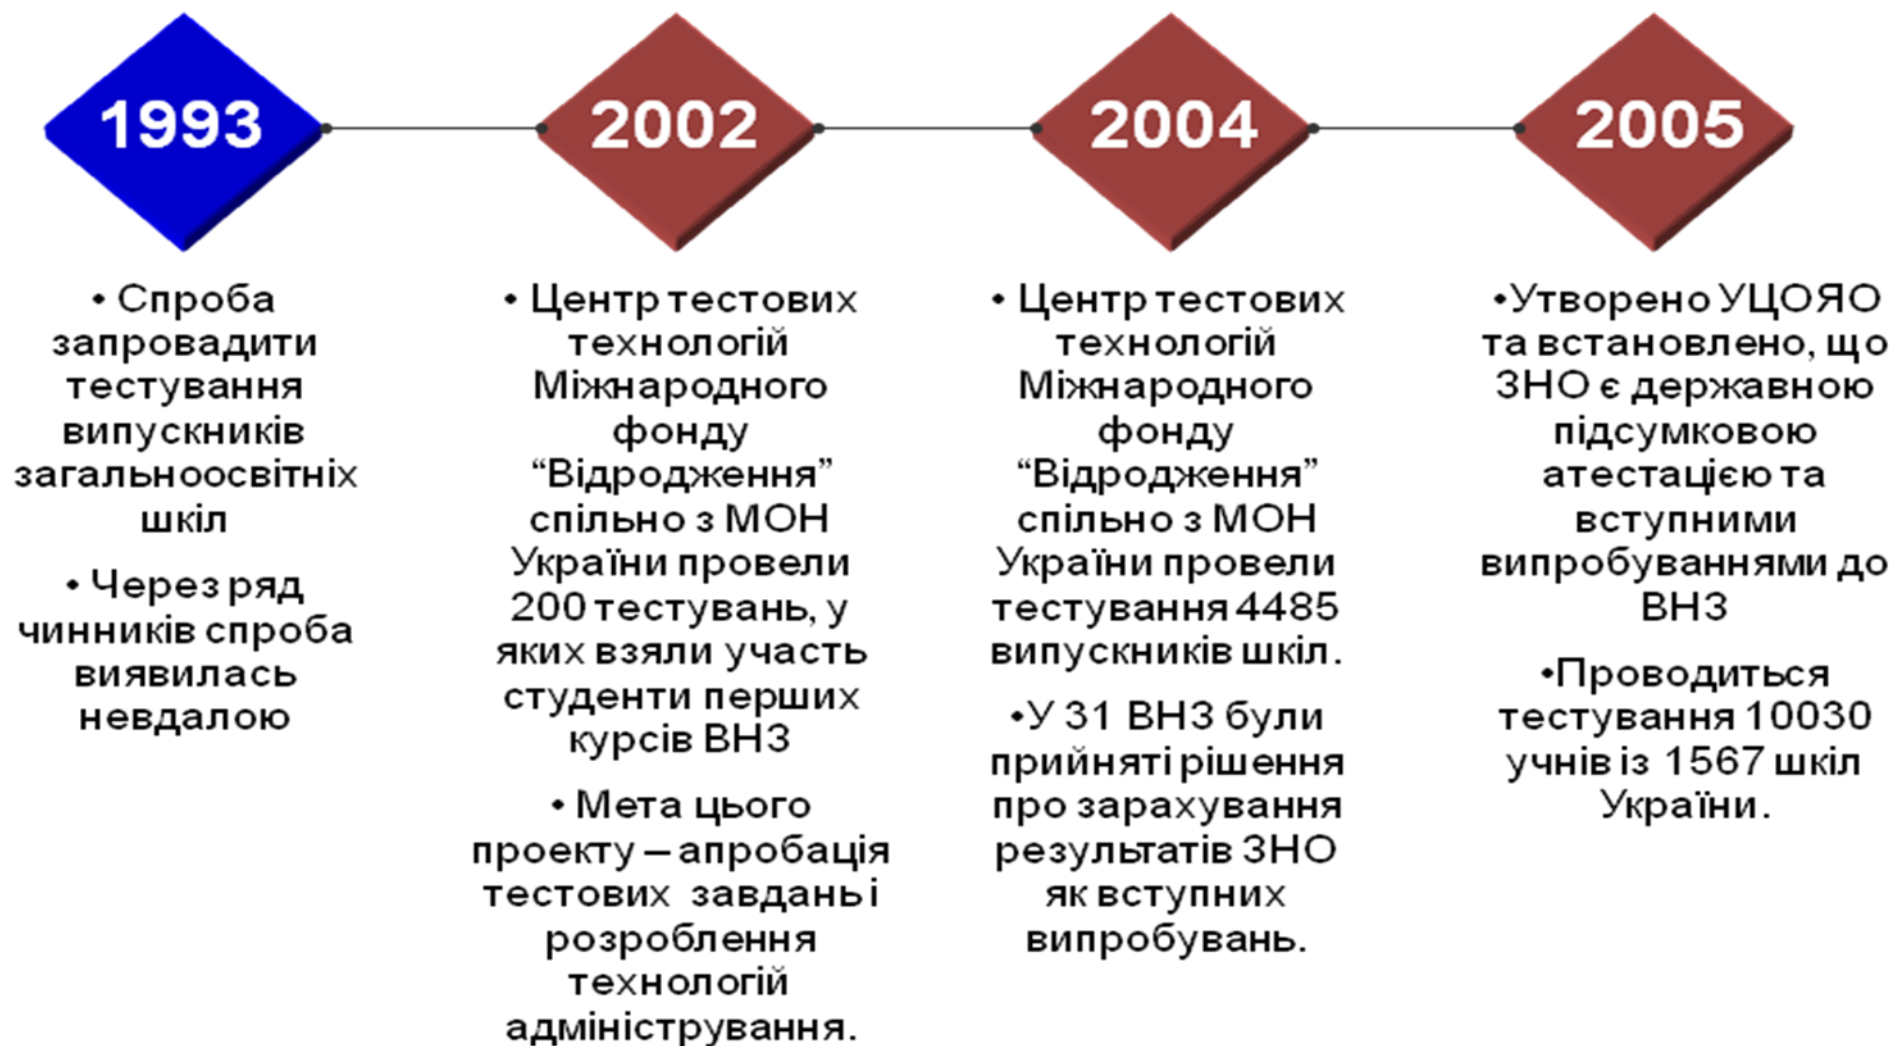 1993
2002
2004
2005
• Спроба
запровадити
тестування
випускників
загальноосвітніх
шкіл
• Через ряд
чинників спроба
виявилась
невдалою
• Центр тестових
технологій
Міжнародного
фонду
“Відродження”
спільно з МОН
України провели
200 тестувань, у
яких взяли участь
студенти перших
курсів ВНЗ
• Мета цього
проекту – апробація
тестових завдань і
розроблення
технологій
адміністрування.
• Центр тестових
технологій
Міжнародного
фонду
“Відродження”
спільно з МОН
України провели
тестування 4485
випускників шкіл.
•У 31 ВНЗ були
прийняті рішення
про зарахування
результатів ЗНО
як вступних
випробувань.
•Утворено УЦОЯО
та встановлено, що
ЗНО є державною
підсумковою
атестацією та
вступними
випробуваннями до
ВНЗ
•Проводиться
тестування 10030
учнів із 1567 шкіл
України.